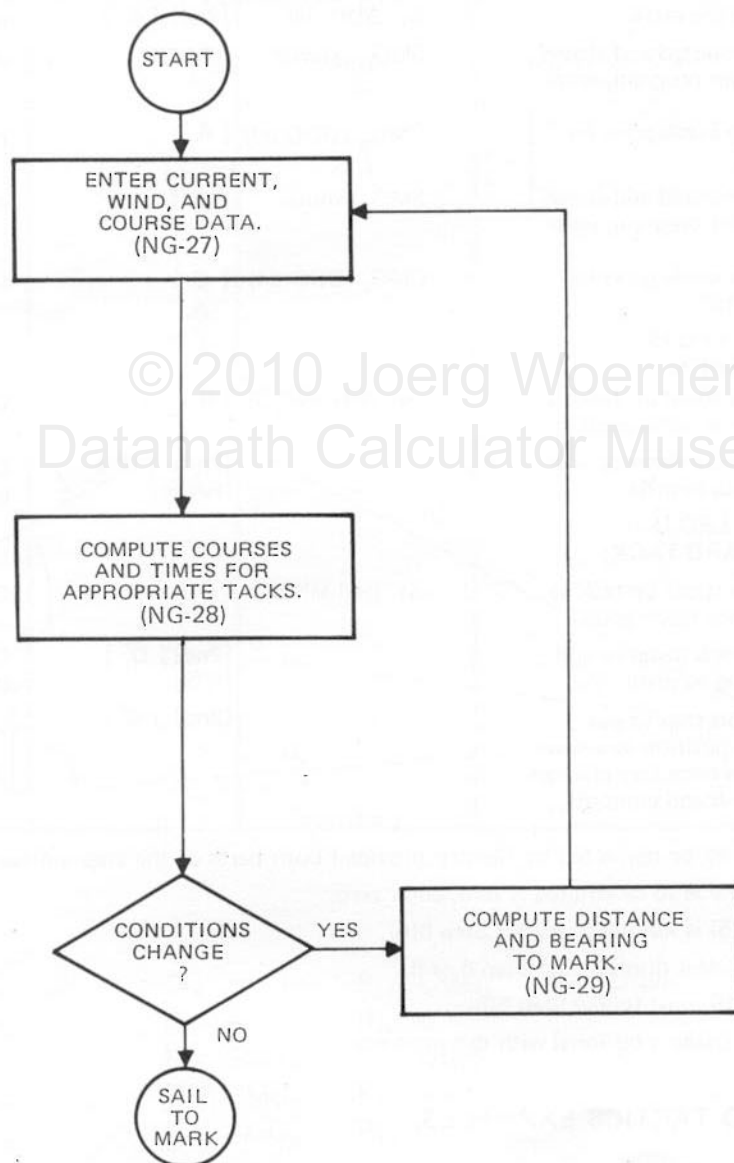 START
ENTER CURRENT,
WIND, AND
COURSE DATA.
(NG-27)
© 2010 Joerg Woerner
Datamath Calculator Muse
COMPUTE COURSES
AND TIMES FOR
APPROPRIATE TACKS.
(NG-28)
CONDITIONS
CHANGE
?
YES
COMPUTE DISTANCE
AND BEARING
TO MARK.
(NG-29)
NO
SAIL
TO
MARK